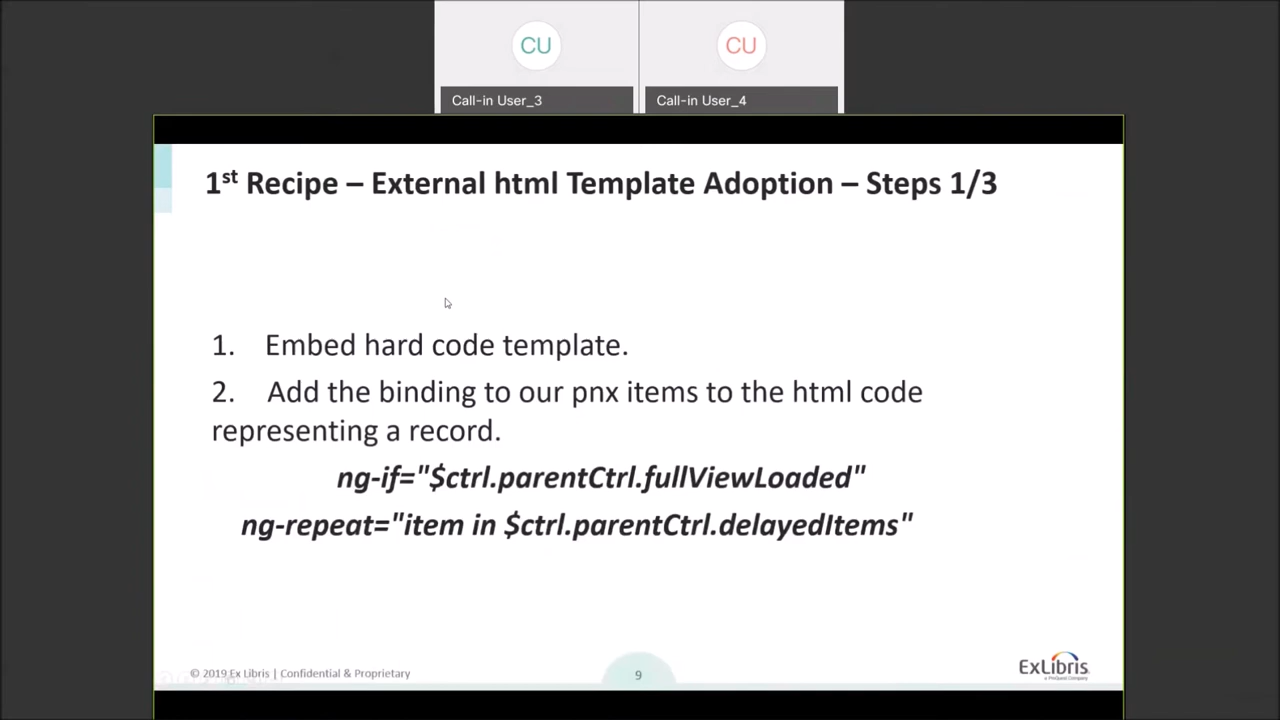 CU
CU
Call-in User_3
Call-in User_4
1st Recipe – External html Template Adoption – Steps 1/3
1. Embed hard code template.
2. Add the binding to our pnx items to the html code
representing a record.
ng-if="$ctrl.parentCtrl.fullViewLoaded"
ng-repeat="item in $ctrl.parentCtrl.delayedItems"
© 2019 Ex Libris | Confidential & Proprietary
9
ExLibris
a ProQuest Company